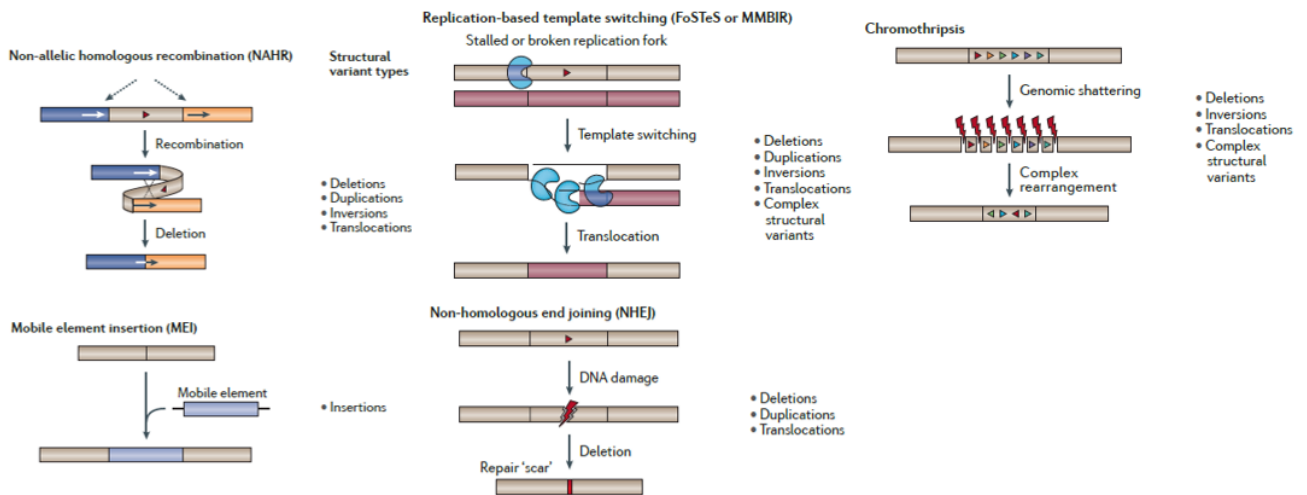 Non-allelic homologous recombination (NAHR)
Structural
variant types
Recombination
• Deletions
• Duplications
• Inversions
• Translocations
Deletion
Replication-based template switching (FoSTeS or MMBIR)
Stalled or broken replication fork
Template switching
• Deletions
• Duplications
• Inversions
• Translocations
• Complex
structural
variants
Translocation
Chromothripsis
Genomic shattering
• Deletions
• Inversions
• Translocations
• Complex
structural
variants
Complex
rearrangement
Mobile element insertion (MEI)
Mobile element
• Insertions
Non-homologous end joining (NHEJ)
DNA damage
• Deletions
• Duplications
• Translocations
Deletion
Repair ‘scar’